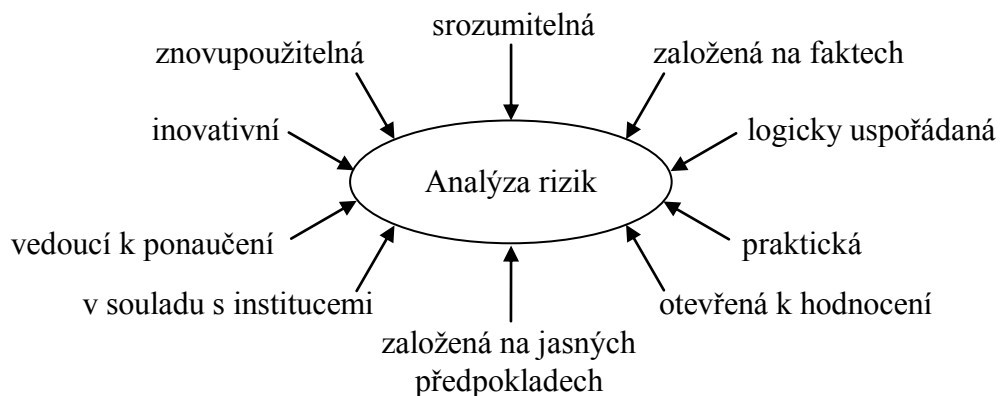 srozumitelná
znovupoužitelná
založená na faktech
inovativní
logicky uspořádaná
Analýza rizik
vedoucí k ponaučení
praktická
v souladu s institucemi
otevřená k hodnocení
založená na jasných
předpokladech